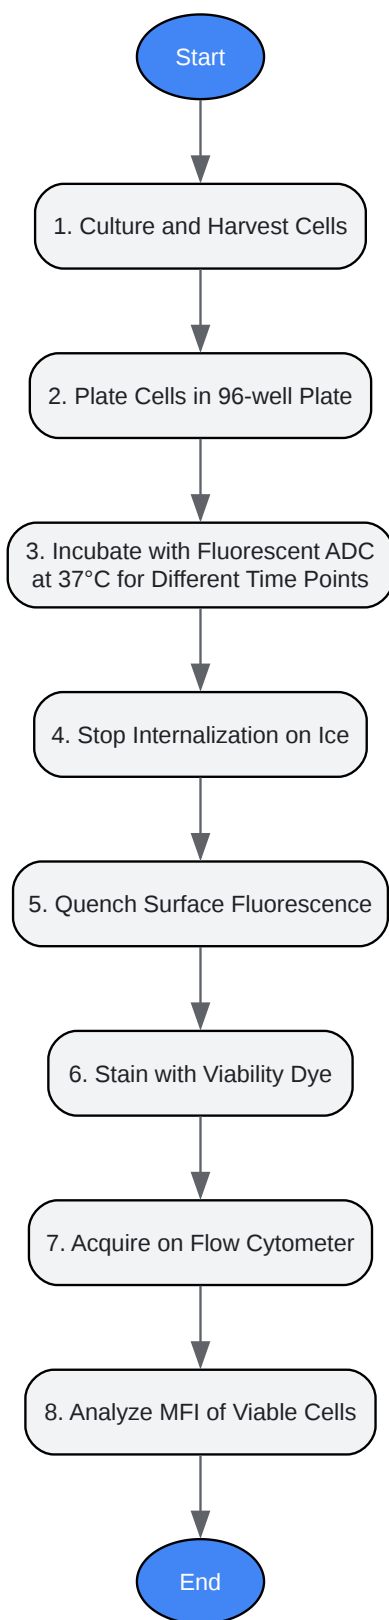 Start
1. Culture and Harvest Cells
2. Plate Cells in 96-well Plate
3. Incubate with Fluorescent ADC
at 37°C for Different Time Points
4. Stop Internalization on Ice
5. Quench Surface Fluorescence
6. Stain with Viability Dye
7. Acquire on Flow Cytometer
8. Analyze MFI of Viable Cells
End